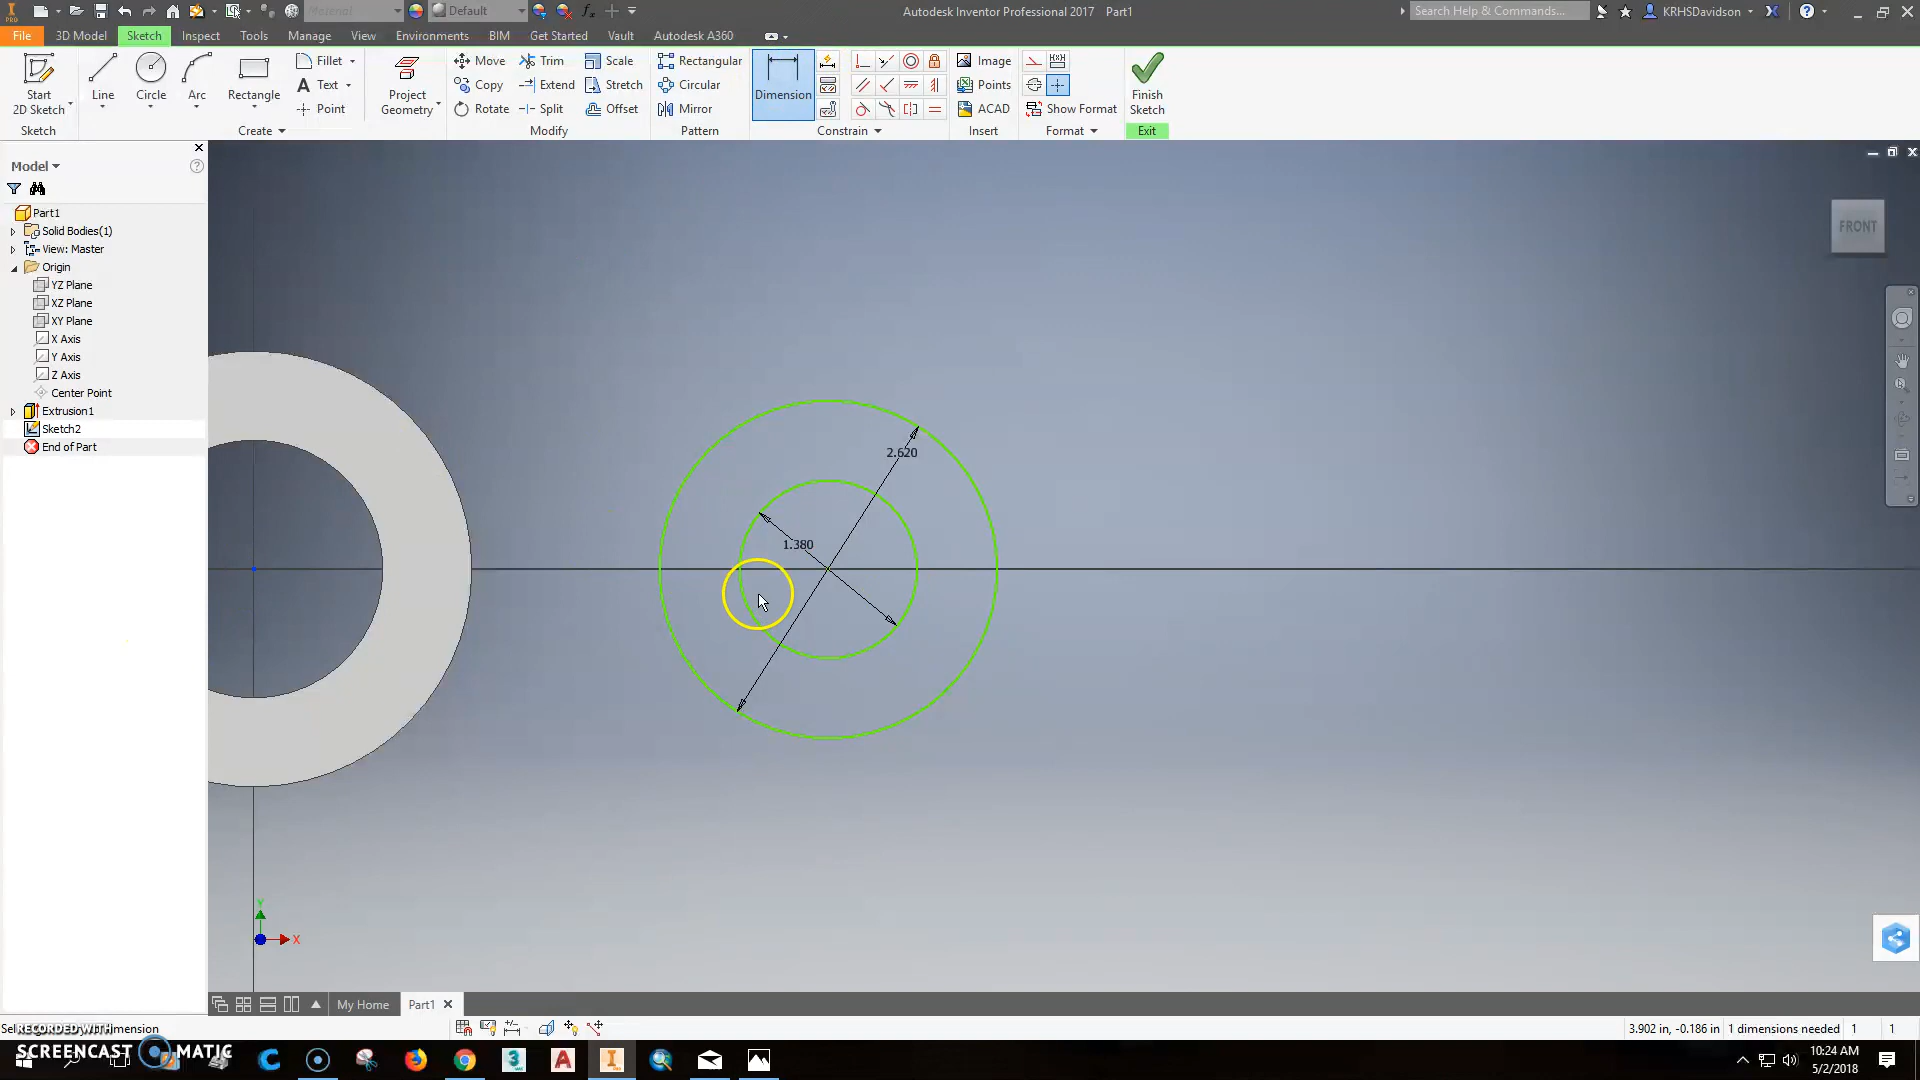 Material
Default
Autodesk Inventor Professional 2017 Part1
Search Help & Commands...
KRHSDavidson
File
3D Model
Sketch
Inspect
Tools
Manage
View
Environments
BIM
Get Started
Vault
Autodesk A360
Start
2D Sketch
Line
Circle
Arc
Rectangle
Fillet
Text
Point
Project
Geometry
Move
Copy
Rotate
Trim
Extend
Split
Scale
Stretch
Offset
Rectangular
Circular
Mirror
Dimension
Image
Points
ACAD
Show Format
Finish
Sketch
Sketch
Create
Modify
Pattern
Constrain
Insert
Format
Exit
Model
Part1
Solid Bodies(1)
View: Master
Origin
YZ Plane
XZ Plane
XY Plane
X Axis
Y Axis
Z Axis
Center Point
Extrusion1
Sketch2
End of Part
FRONT
2.620
1.380
Y
X
My Home
Part1
3.902 in, -0.186 in 1 dimensions needed 1 1
RECORDED WITH
SCREENCAST MATIC
10:24 AM
5/2/2018